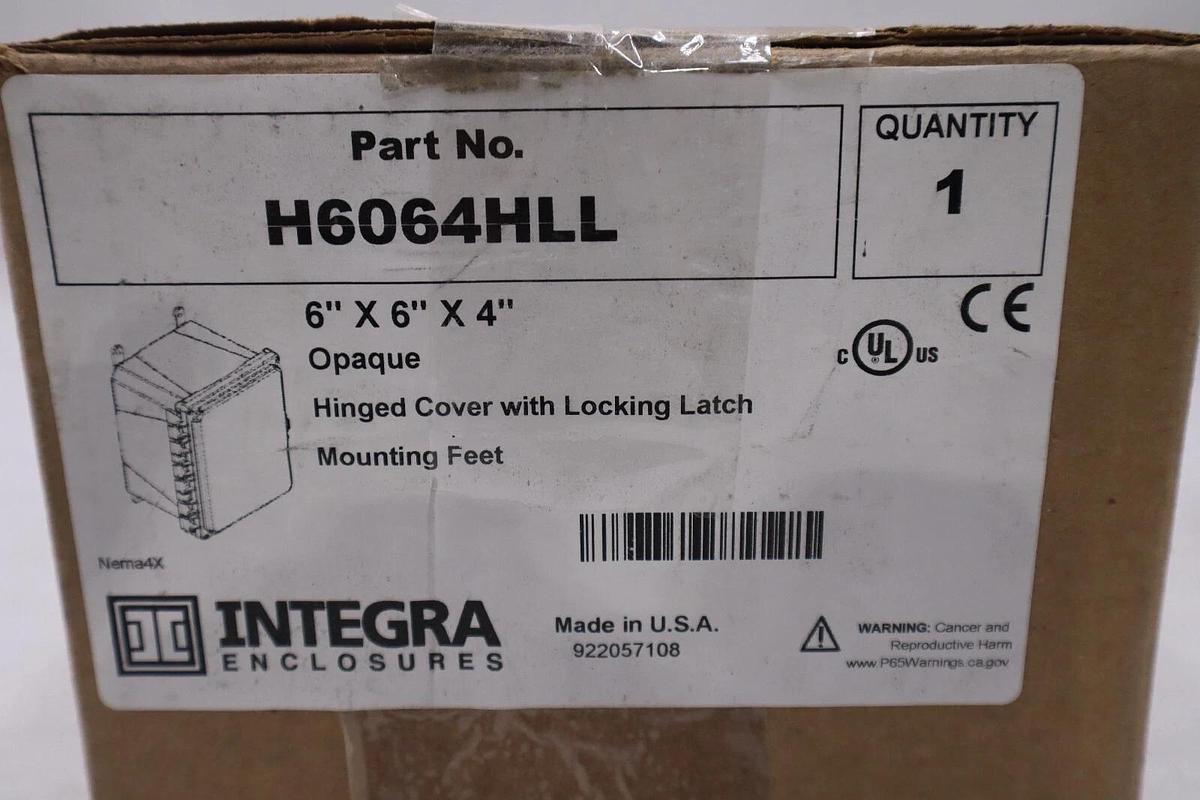 Part No.
H6064HLL
QUANTITY
1
6" X 6" X 4"
Opaque
Hinged Cover with Locking Latch
Mounting Feet
C UL US
CE
Nema4X
INTEGRA
ENCLOSURES
Made in U.S.A.
922057108
WARNING: Cancer and
Reproductive Harm
www.P65Warnings.ca.gov